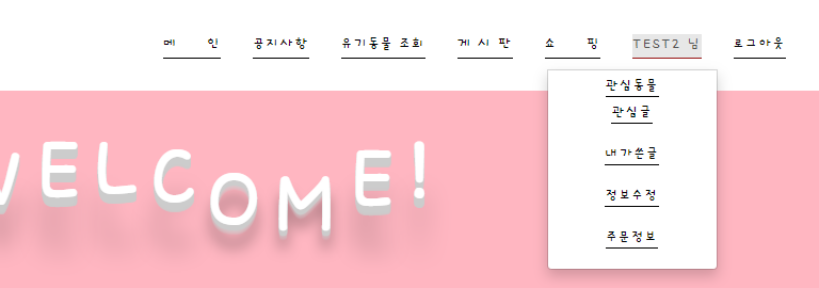 메 인 공지사항 유기동물 조회 게 시 판 쇼 핑 TEST2 님 로그아웃
관심동물
관심글
내가쓴글
정보수정
주문정보
ELCOME!